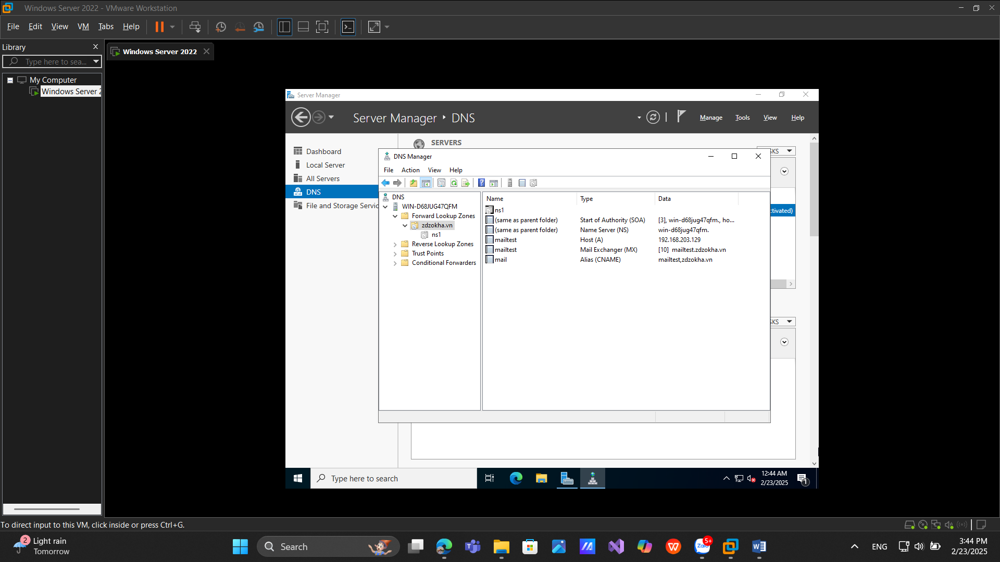 Windows Server 2022 - VMware Workstation
File Edit View VM Tabs Help
Library
Type here to sea...
My Computer
Windows Server 2
Windows Server 2022
Server Manager
Server Manager DNS
Manage Tools View Help
Dashboard
Local Server
All Servers
DNS
File and Storage Servic
SERVERS
SKS
ctivated)
SKS
DNS Manager
File Action View Help
DNS
WIN-D68JUG47QFM
Forward Lookup Zones
zdzokha.vn
ns1
Reverse Lookup Zones
Trust Points
Conditional Forwarders
Name Type Data
ns1
(same as parent folder) Start of Authority (SOA) [3], win-d68jug47qfm., ho...
(same as parent folder) Name Server (NS) win-d68jug47qfm.
mailtest Host (A) 192.168.203.129
mailtest Mail Exchanger (MX) [10] mailtest.zdzokha.vn
mail Alias (CNAME) mailtest,zdzokha.vn
Type here to search
12:44 AM
2/23/2025
1
To direct input to this VM, click inside or press Ctrl+G.
2
Light rain
Tomorrow
Search
Zalo
5+
W
W
ENG
3:44 PM
2/23/2025